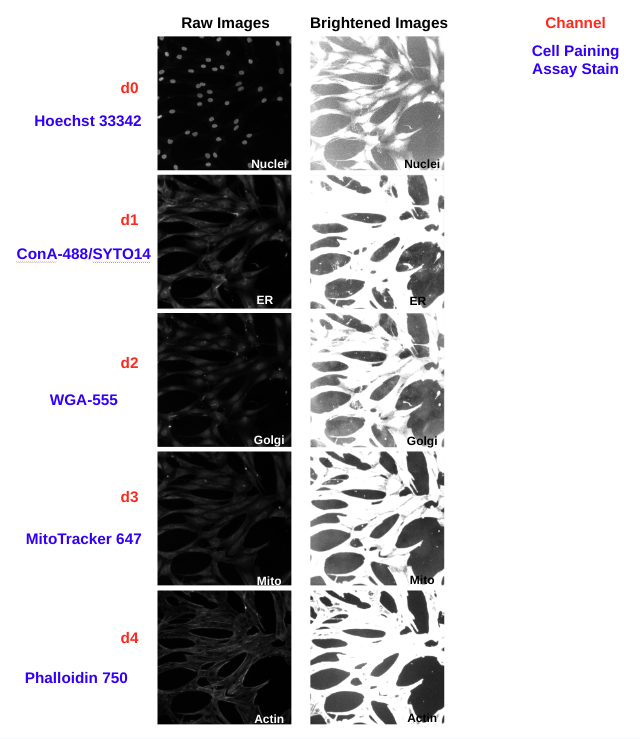 Raw Images
Brightened Images
Channel
Cell Paining
Assay Stain
d0
Hoechst 33342
Nuclei
Nuclei
d1
ConA-488/SYTO14
ER
ER
d2
WGA-555
Golgi
Golgi
d3
MitoTracker 647
Mito
Mito
d4
Phalloidin 750
Actin
Actin